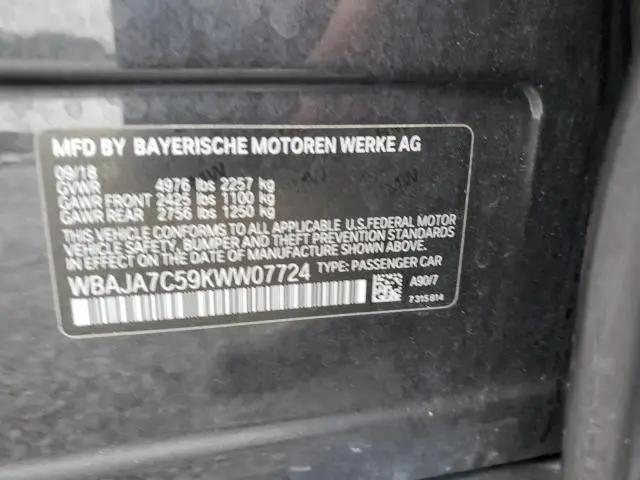 MFD BY BAYERISCHE MOTOREN WERKE AG
09/18
GVWR 4976 lbs 2257 kg
GAWR FRONT 2425 lbs 1100 kg
GAWR REAR 2756 lbs 1250 kg
THIS VEHICLE CONFORMS TO ALL APPLICABLE U.S.FEDERAL MOTOR
VEHICLE SAFETY, BUMPER AND THEFT PREVENTION STANDARDS
IN EFFECT ON THE DATE OF MANUFACTURE SHOWN ABOVE.
WBAJA7C59KWW07724 TYPE: PASSENGER CAR
A90/7
7315814